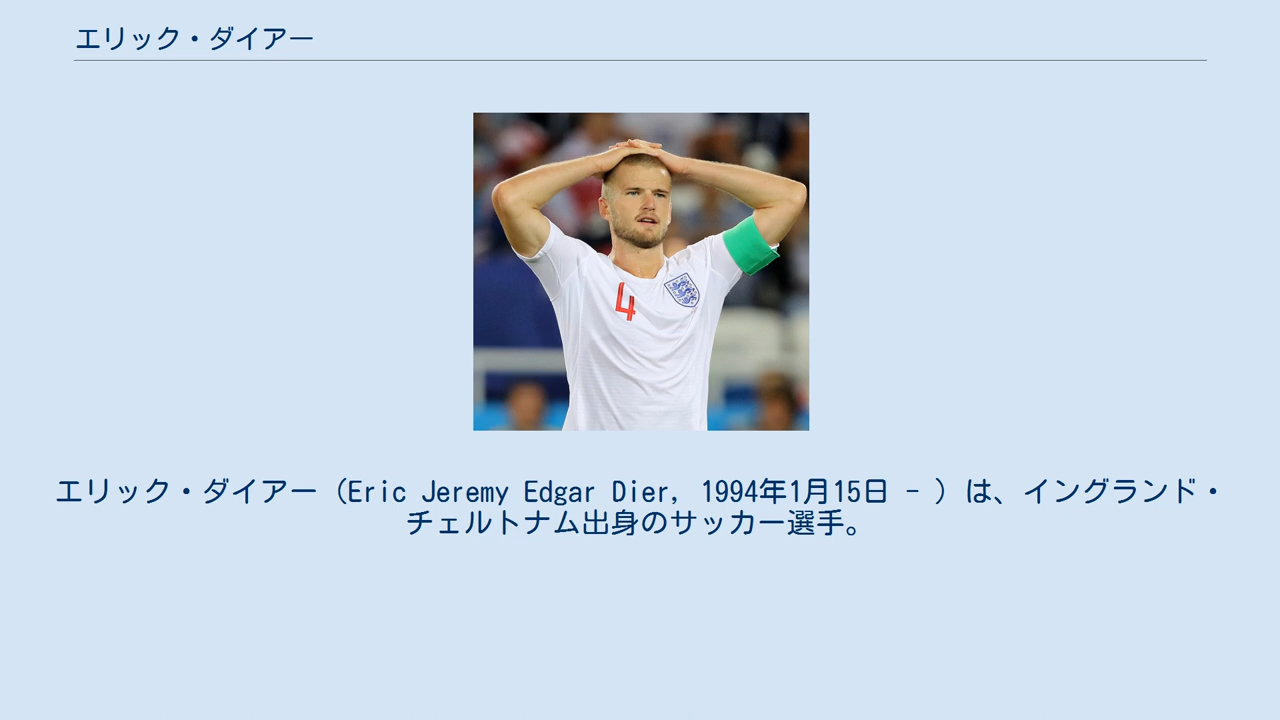 エリック・ダイアー
4
エリック・ダイアー（Eric Jeremy Edgar Dier, 1994年1月15日 - ）は、イングランド・
チェルトナム出身のサッカー選手。